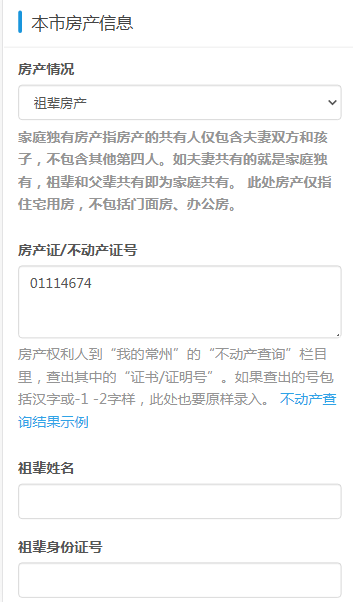 本市房产信息
房产情况
祖辈房产
家庭独有房产指房产的共有人仅包含夫妻双方和孩
子，不包含其他第四人。如夫妻共有的就是家庭独
有，祖辈和父辈共有即为家庭共有。 此处房产仅指
住宅用房，不包括门面房、办公房。
房产证/不动产证号
01114674
房产权利人到“我的常州”的“不动产查询”栏目
里，查出其中的“证书/证明号”。如果查出的号包
括汉字或-1 -2字样，此处也要原样录入。 不动产查
询结果示例
祖辈姓名
祖辈身份证号